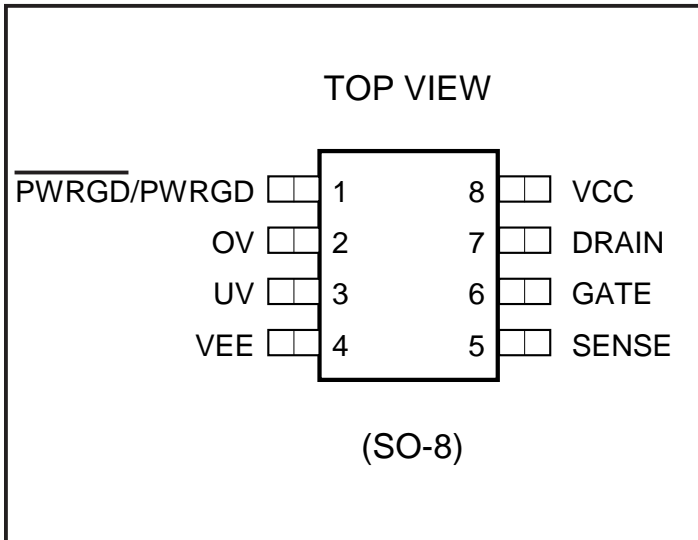 TOP VIEW
PWRGD/PWRGD 1 8 VCC
OV 2 7 DRAIN
UV 3 6 GATE
VEE 4 5 SENSE
(SO-8)